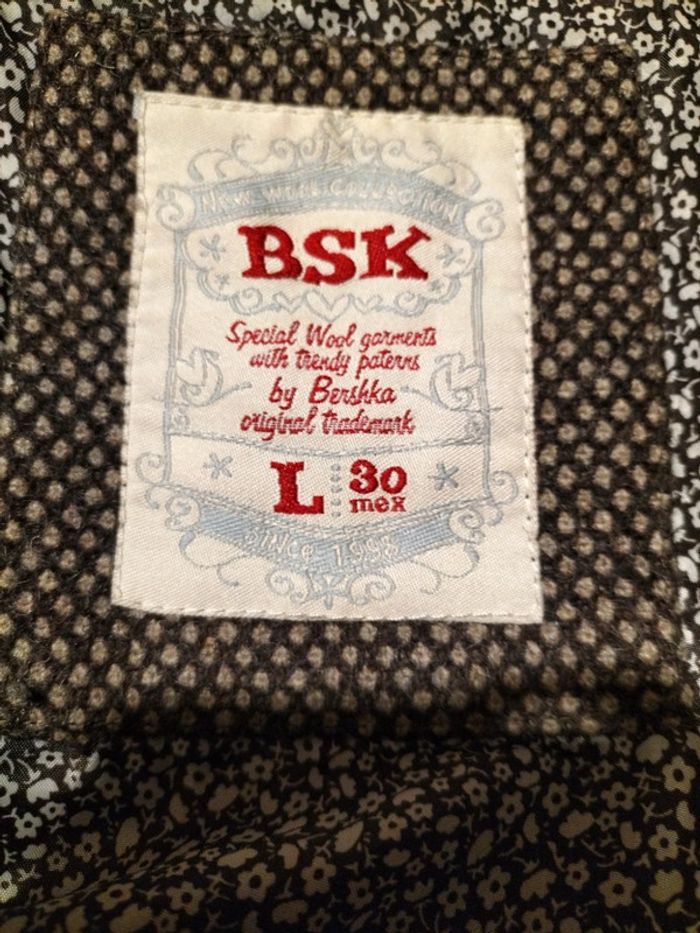 NEW WOOL COLLECTION
BSK
Special Wool garments
with trendy paterns
by Bershka
original trademark
L 30
mex
SINCE 1998